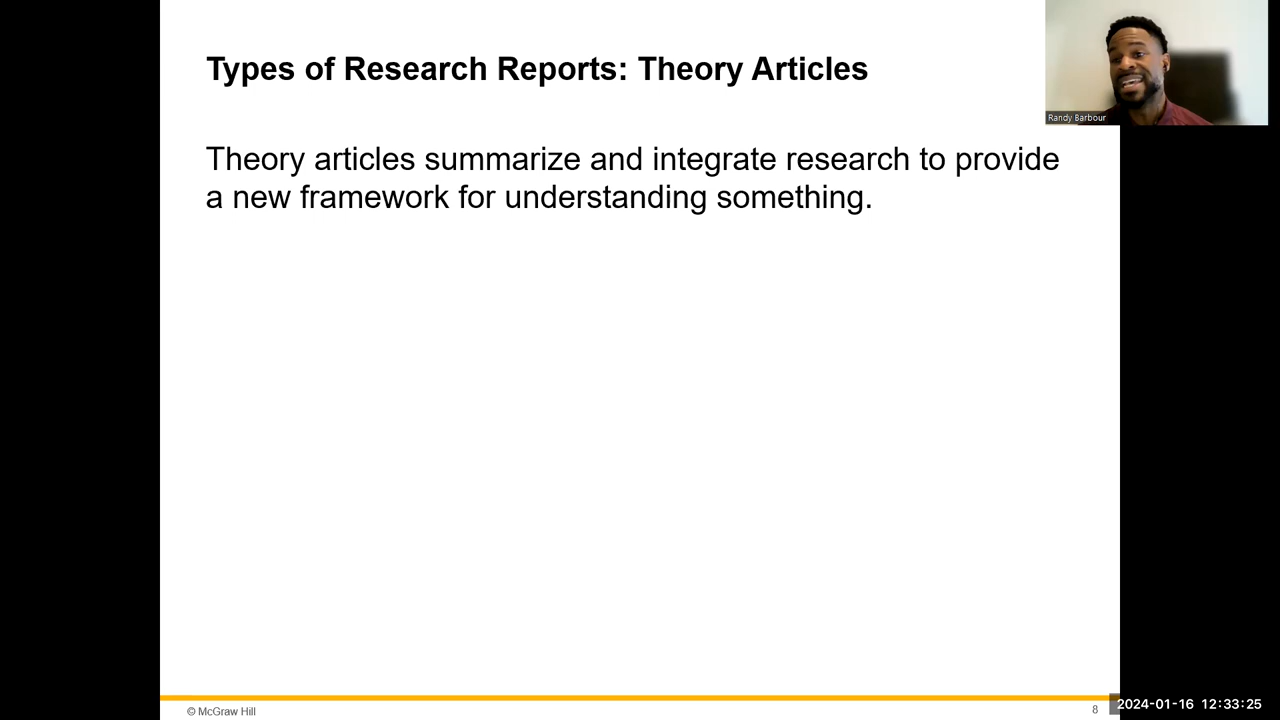 Types of Research Reports: Theory Articles
Randy Barbour
Theory articles summarize and integrate research to provide
a new framework for understanding something.
© McGraw Hill
8
2024-01-16 12:33:25